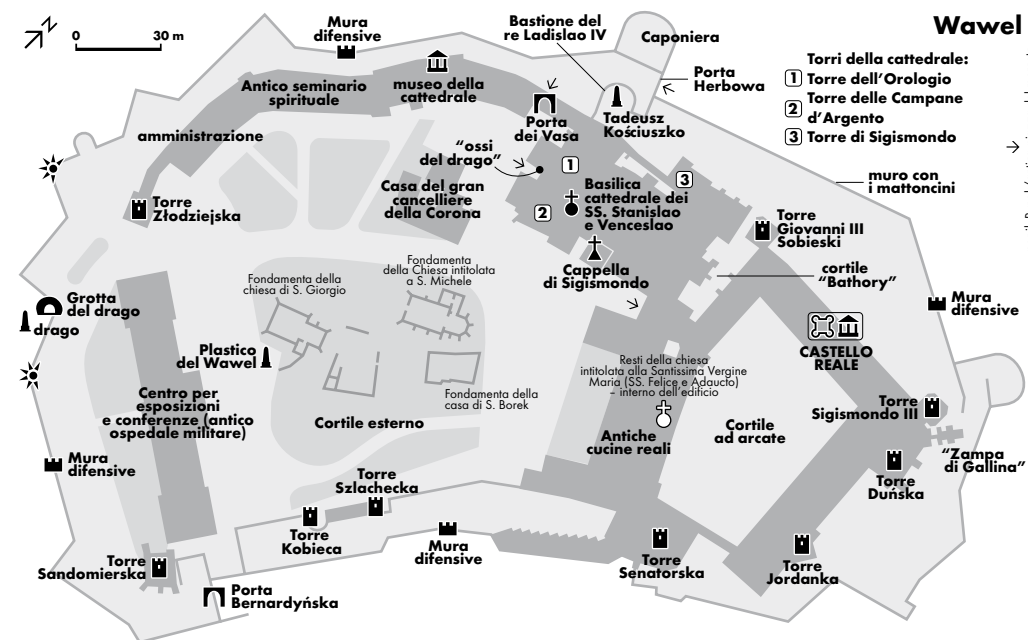 Wawel
N
0 30 m
Mura
difensive
Bastione del
re Ladislao IV
Caponiera
Porta
Herbowa
Torri della cattedrale:
1 Torre dell'Orologio
2 Torre delle Campane
d'Argento
3 Torre di Sigismondo
Antico seminario
spirituale
museo della
cattedrale
Porta
dei Vasa
Tadeusz
Kościuszko
amministrazione
"ossi
del drago"
1
3
muro con
i mattoncini
Casa del gran
cancelliere
della Corona
2
Basilica
cattedrale dei
SS. Stanislao
e Venceslao
Torre
Złodziejska
Torre
Giovanni III
Sobieski
Cappella
di Sigismondo
cortile
"Bathory"
Fondamenta della
chiesa di S. Giorgio
Fondamenta
della Chiesa intitolata
a S. Michele
Grotta
del drago
drago
Mura
difensive
CASTELLO
REALE
Plastico
del Wawel
Resti della chiesa
intitolata alla Santissima Vergine
Maria (SS. Felice e Adaucto)
– interno dell'edificio
Centro per
esposizioni
e conferenze (antico
ospedale militare)
Fondamenta della
casa di S. Borek
Cortile esterno
Antiche
cucine reali
Cortile
ad arcate
Torre
Sigismondo III
"Zampa
di Gallina"
Mura
difensive
Torre
Szlachecka
Torre
Duńska
Torre
Kobieca
Mura
difensive
Torre
Sandomierska
Torre
Senatorska
Torre
Jordanka
Porta
Bernardyńska